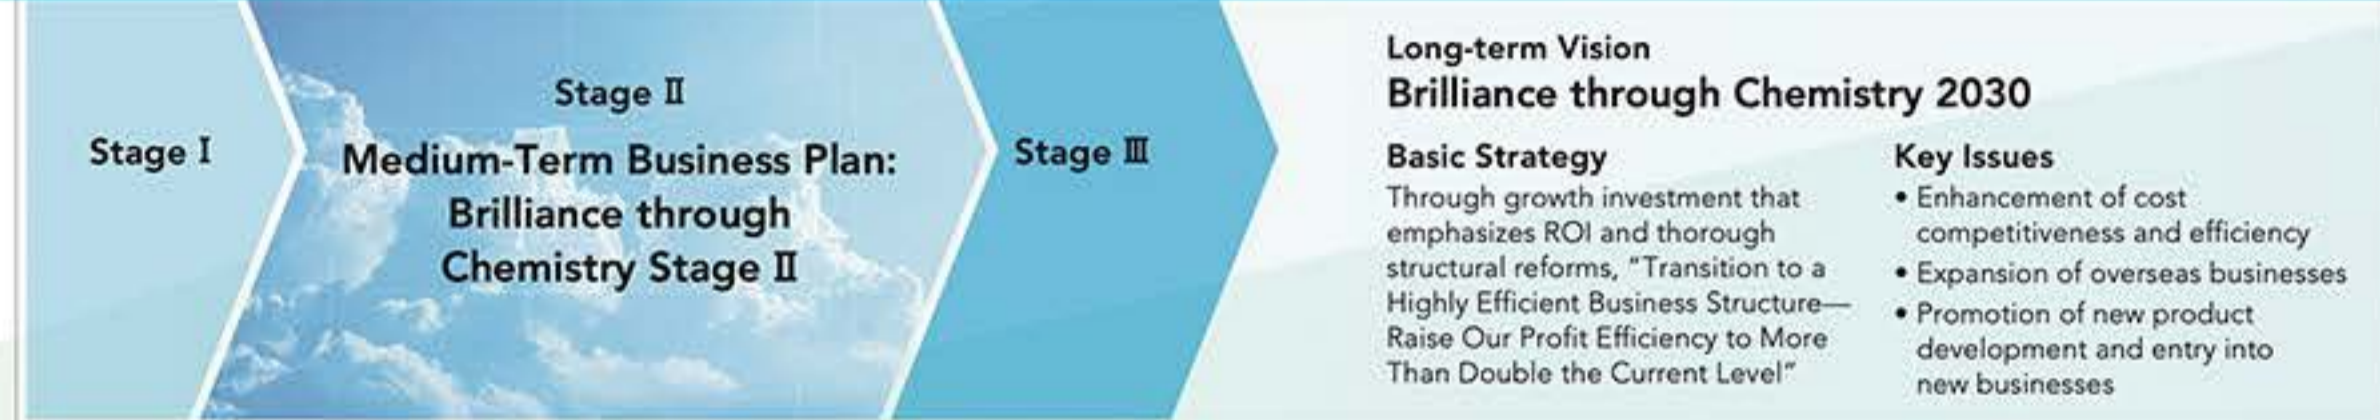 Stage Ⅰ
Stage Ⅱ
Medium-Term Business Plan:
Brilliance through
Chemistry Stage Ⅱ
Stage Ⅲ
Long-term Vision
Brilliance through Chemistry 2030
Basic Strategy
Through growth investment that
emphasizes ROI and thorough
structural reforms, “Transition to a
Highly Efficient Business Structure—
Raise Our Profit Efficiency to More
Than Double the Current Level”
Key Issues
• Enhancement of cost
competitiveness and efficiency
• Expansion of overseas businesses
• Promotion of new product
development and entry into
new businesses